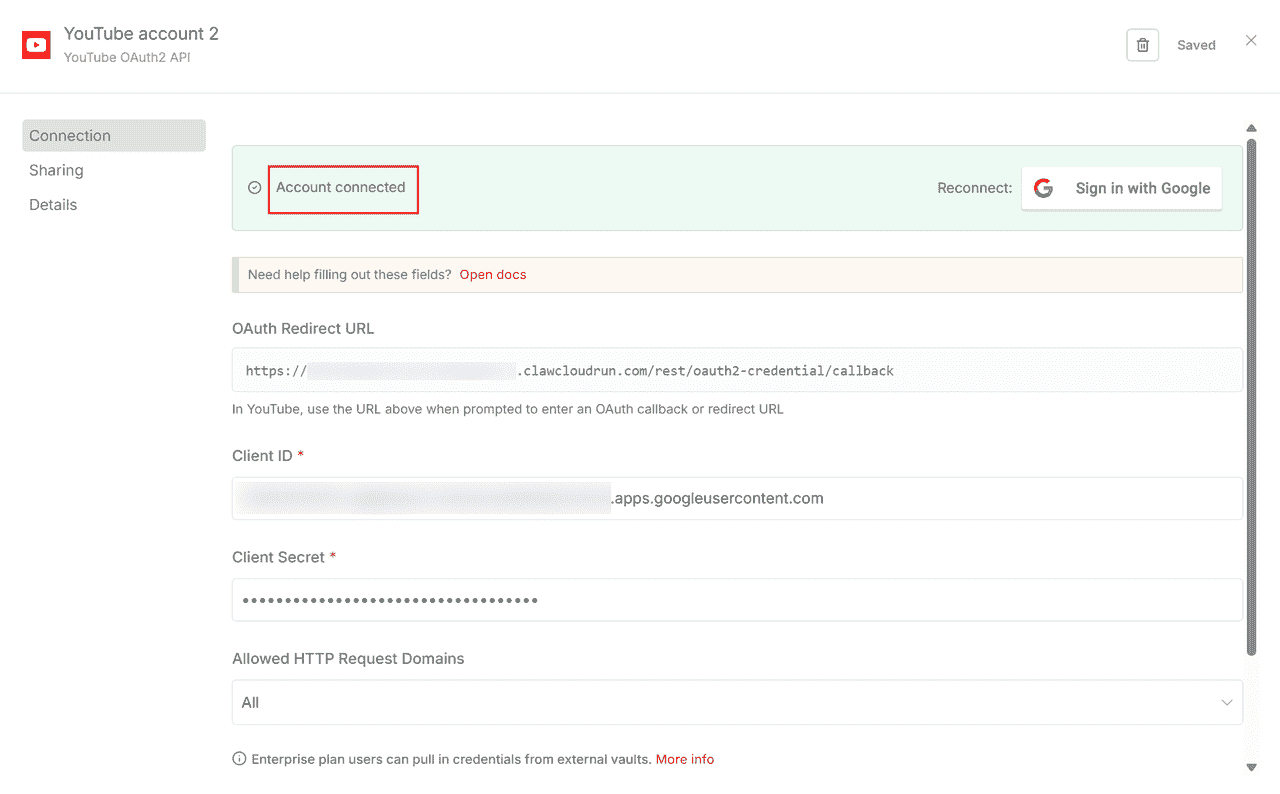 YouTube account 2
YouTube OAuth2 API
Saved
Connection
Sharing
Details
Account connected
Reconnect:
Sign in with Google
Need help filling out these fields? Open docs
OAuth Redirect URL
https:// .clawcloudrun.com/rest/oauth2-credential/callback
In YouTube, use the URL above when prompted to enter an OAuth callback or redirect URL
Client ID *
.apps.googleusercontent.com
Client Secret *
••••••••••••••••••••••••••••••••••
Allowed HTTP Request Domains
All
Enterprise plan users can pull in credentials from external vaults. More info